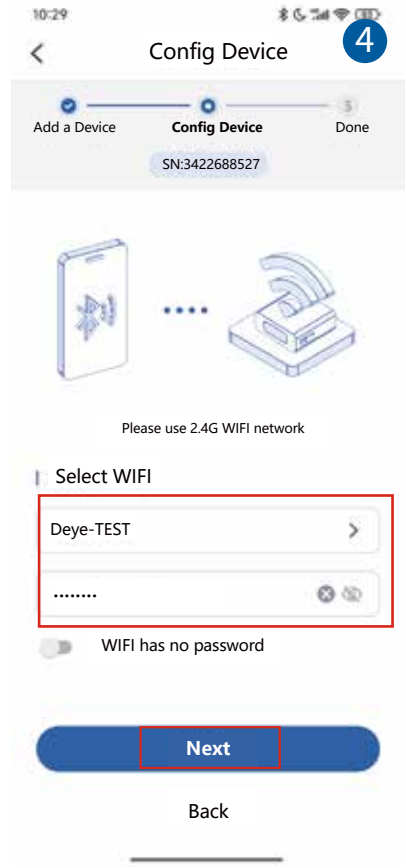 10:29
4
Config Device
3
Add a Device
Config Device
Done
SN:3422688527
Please use 2.4G WIFI network
Select WIFI
Deye-TEST
········
WIFI has no password
Next
Back